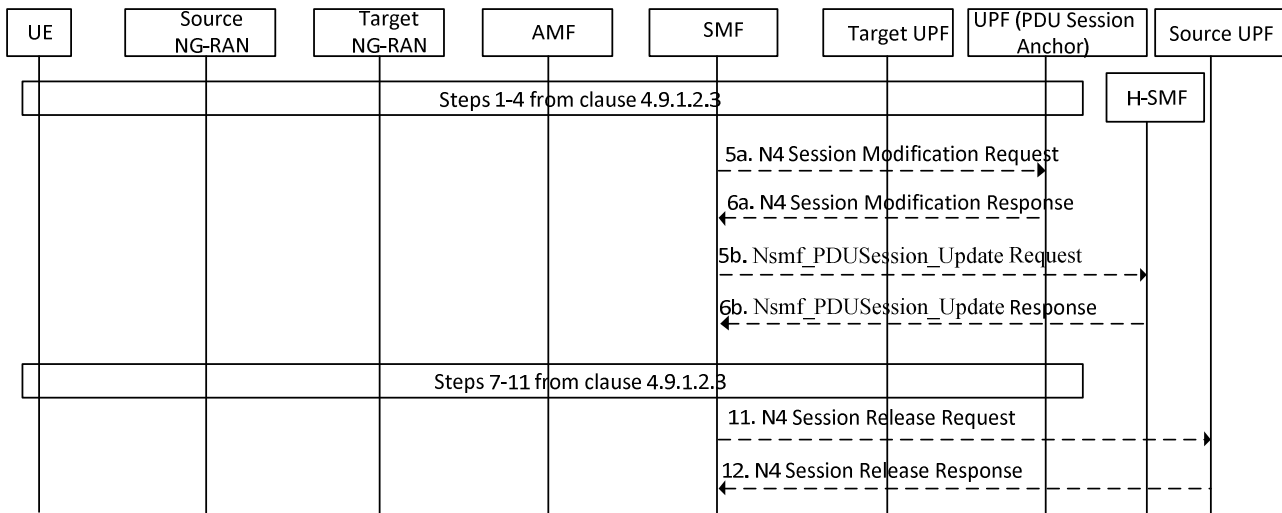 UE
Source
NG-RAN
Target
NG-RAN
AMF
SMF
Target UPF
UPF (PDU Session
Anchor)
Source UPF
Steps 1-4 from clause 4.9.1.2.3
H-SMF
5a. N4 Session Modification Request
6a. N4 Session Modification Response
5b. Nsmf_PDUSession_Update Request
6b. Nsmf_PDUSession_Update Response
Steps 7-11 from clause 4.9.1.2.3
11. N4 Session Release Request
12. N4 Session Release Response